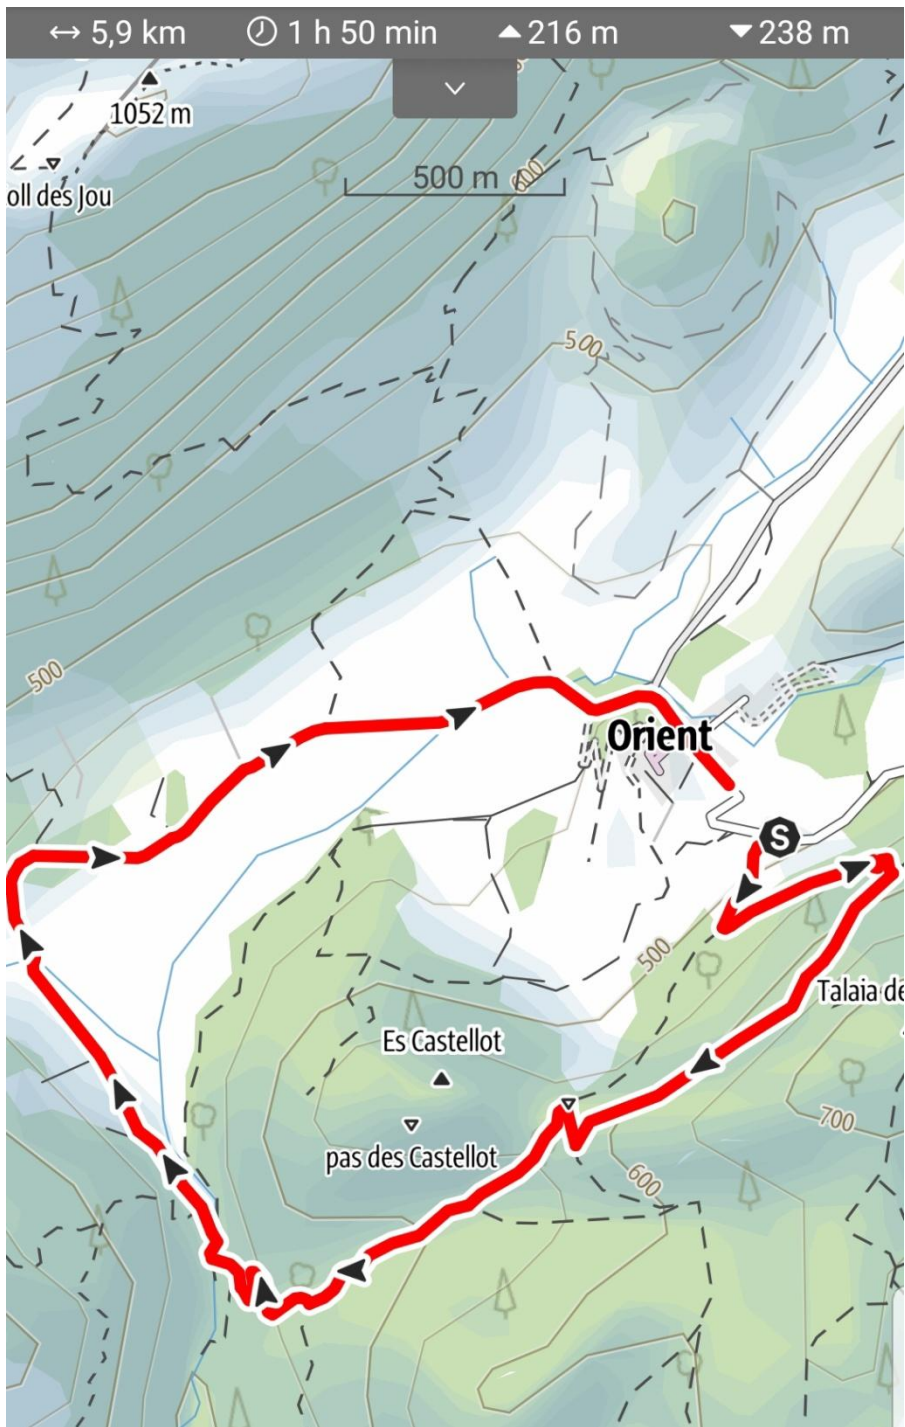 5,9 km
1 h 50 min
216 m
238 m
1052 m
oll des Jou
500 m
600
500
500
Orient
S
500
Talaia de
Es Castellot
700
pas des Castellot
600